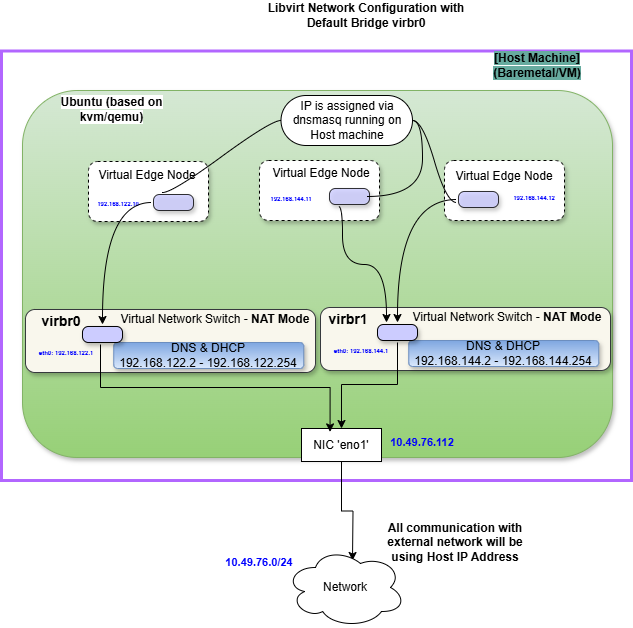 Libvirt Network Configuration with
Default Bridge virbr0
[Host Machine]
(Baremetal/VM)
Ubuntu (based on
kvm/qemu)
IP is assigned via
dnsmasq running on
Host machine
Virtual Edge Node
192.168.122.10
Virtual Edge Node
192.168.144.11
Virtual Edge Node
192.168.144.12
virbr0
Virtual Network Switch - NAT Mode
eth0: 192.168.122.1
DNS & DHCP
192.168.122.2 - 192.168.122.254
virbr1
Virtual Network Switch - NAT Mode
eth0: 192.168.144.1
DNS & DHCP
192.168.144.2 - 192.168.144.254
NIC 'eno1'
10.49.76.112
All communication with
external network will be
using Host IP Address
10.49.76.0/24
Network